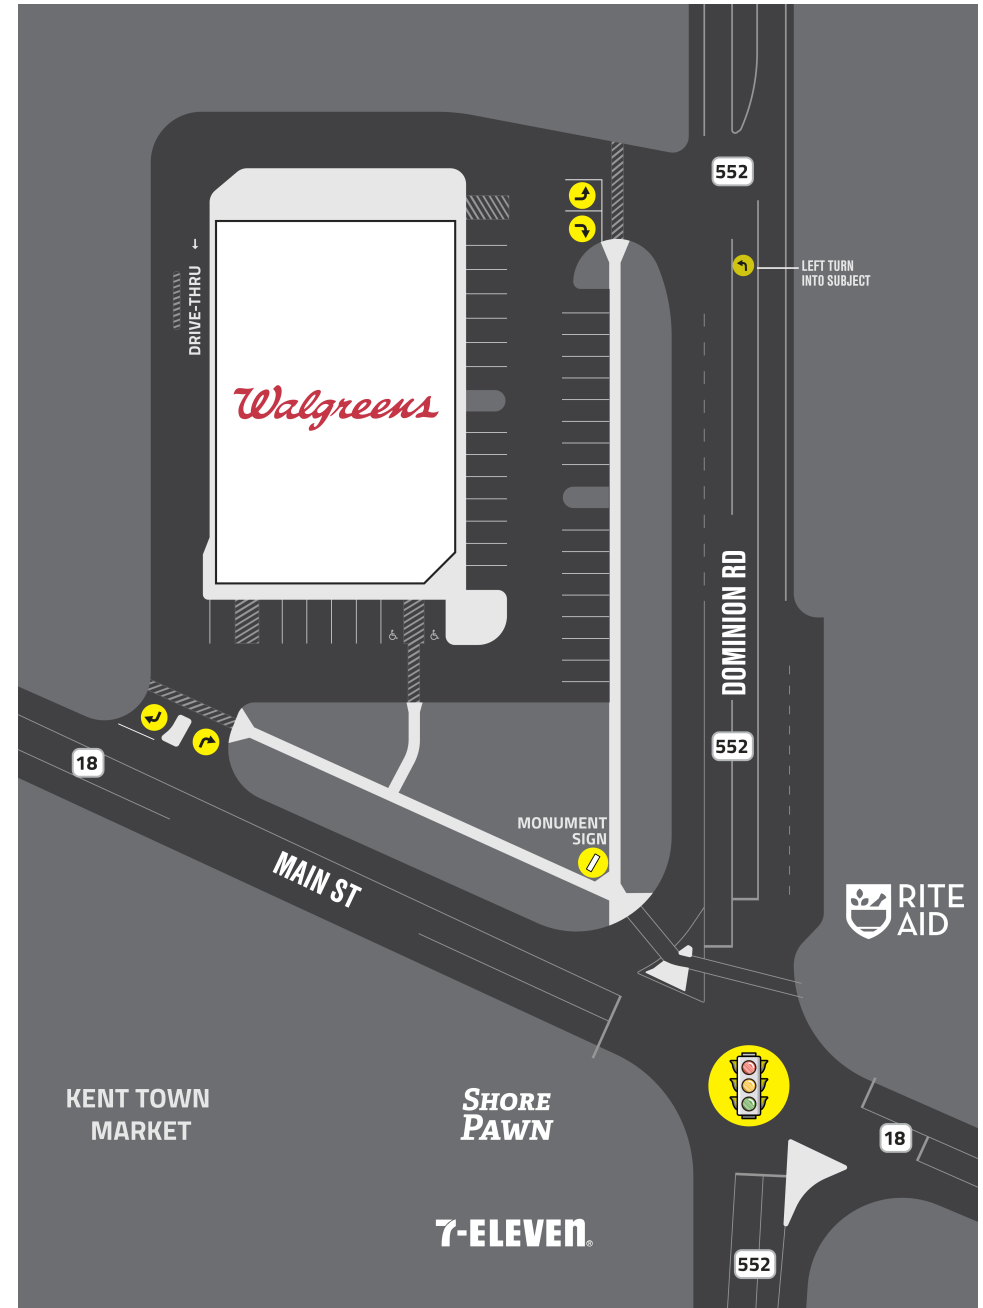 552
LEFT TURN
INTO SUBJECT
DRIVE-THRU
Walgreens
DOMINION RD
552
18
MONUMENT
SIGN
MAIN ST
RITE
AID
KENT TOWN
MARKET
SHORE
PAWN
18
7-ELEVEN®
552